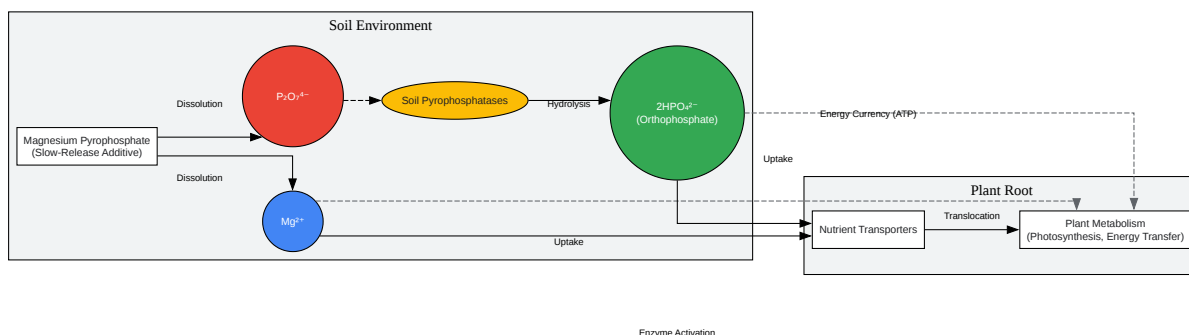 Soil Environment
Dissolution
P₂O₇⁴⁻
Soil Pyrophosphatases
Hydrolysis
2HPO₄²⁻
(Orthophosphate)
Energy Currency (ATP)
Magnesium Pyrophosphate
(Slow-Release Additive)
Dissolution
Mg²⁺
Uptake
Uptake
Plant Root
Nutrient Transporters
Translocation
Plant Metabolism
(Photosynthesis, Energy Transfer)
Enzyme Activation